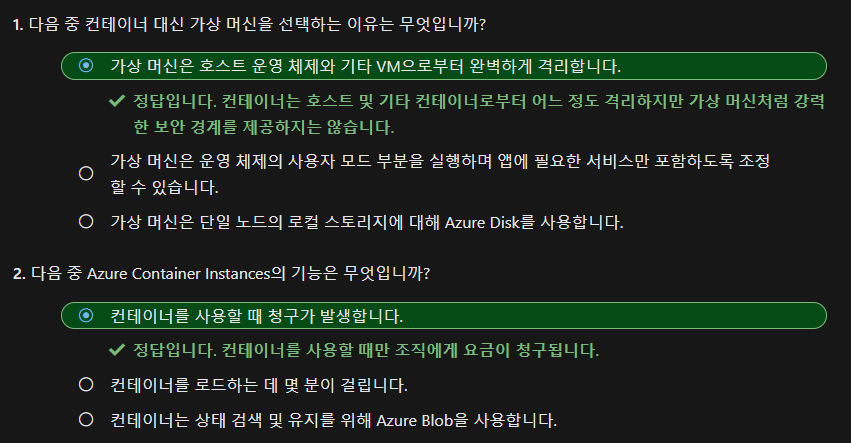 1. 다음 중 컨테이너 대신 가상 머신을 선택하는 이유는 무엇입니까?
가상 머신은 호스트 운영 체제와 기타 VM으로부터 완벽하게 격리합니다.
정답입니다. 컨테이너는 호스트 및 기타 컨테이너로부터 어느 정도 격리하지만 가상 머신처럼 강력
한 보안 경계를 제공하지는 않습니다.
가상 머신은 운영 체제의 사용자 모드 부분을 실행하며 앱에 필요한 서비스만 포함하도록 조정
할 수 있습니다.
가상 머신은 단일 노드의 로컬 스토리지에 대해 Azure Disk를 사용합니다.
2. 다음 중 Azure Container Instances의 기능은 무엇입니까?
컨테이너를 사용할 때 청구가 발생합니다.
정답입니다. 컨테이너를 사용할 때만 조직에게 요금이 청구됩니다.
컨테이너를 로드하는 데 몇 분이 걸립니다.
컨테이너는 상태 검색 및 유지를 위해 Azure Blob을 사용합니다.